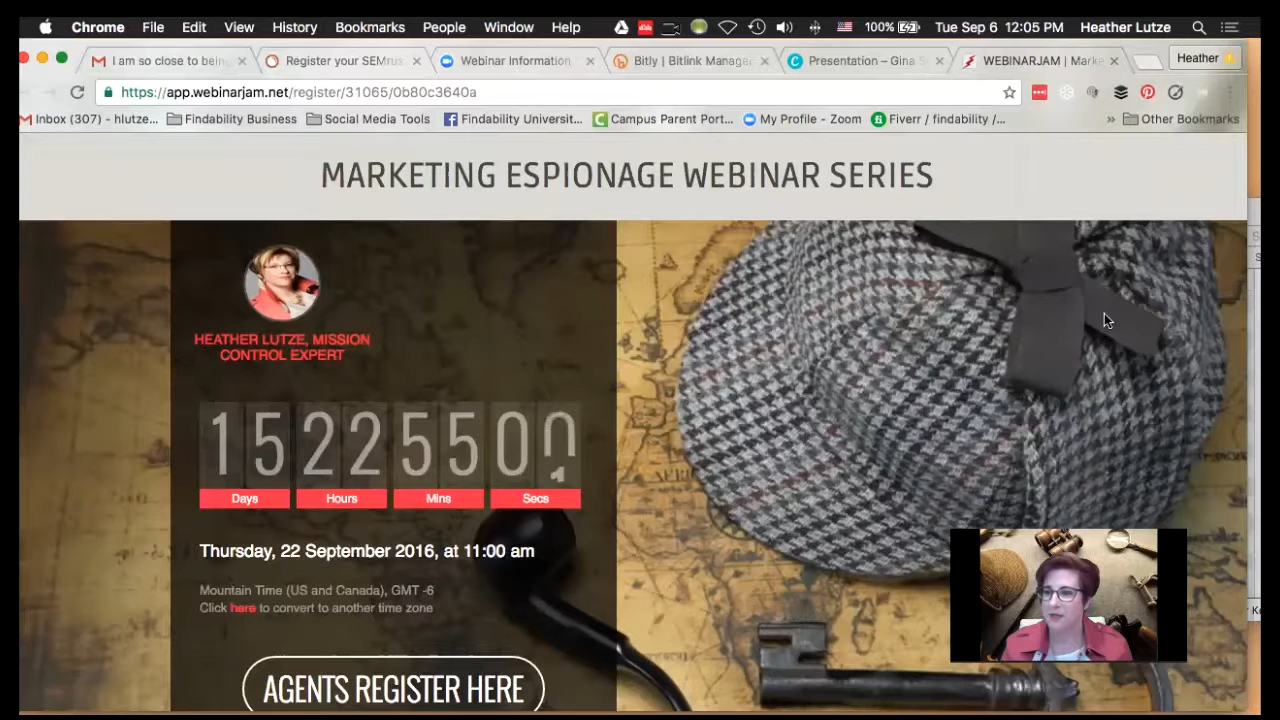 Chrome File Edit View History Bookmarks People Window Help 100% Tue Sep 6 12:05 PM Heather Lutze
I am so close to bein
Register your SEMrus
Webinar Information
Bitly | Bitlink Manage
Presentation – Gina S
WEBINARJAM | Marke
Heather
https://app.webinarjam.net/register/31065/0b80c3640a
Inbox (307) - hlutze... Findability Business Social Media Tools Findability Universit... Campus Parent Port... My Profile - Zoom Fiverr / findability /... » Other Bookmarks
MARKETING ESPIONAGE WEBINAR SERIES
HEATHER LUTZE, MISSION
CONTROL EXPERT
15 22 55 0
Days Hours Mins Secs
Thursday, 22 September 2016, at 11:00 am
Mountain Time (US and Canada), GMT -6
Click here to convert to another time zone
AGENTS REGISTER HERE